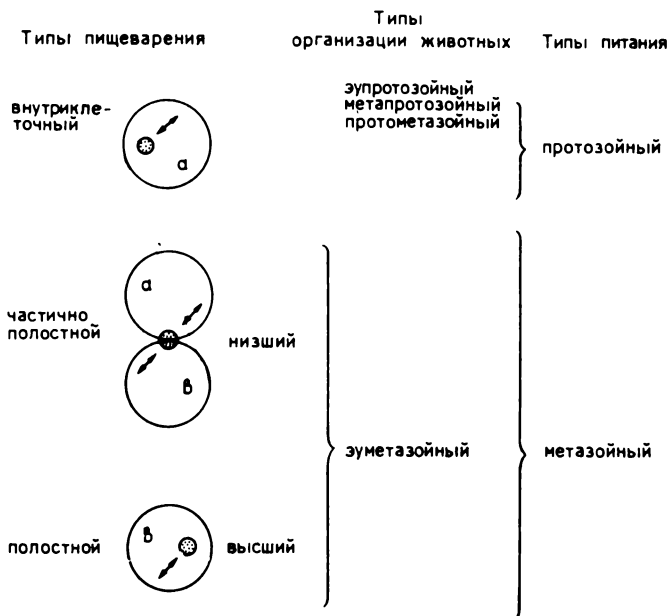 Типы пищеварения
Типы
организации животных
Типы питания
внутрикле-
точный
а
эупротозойный
метапротозойный
протометазойный
протозойный
частично
полостной
а
в
низший
эуметазойный
метазойный
полостной
в
высший